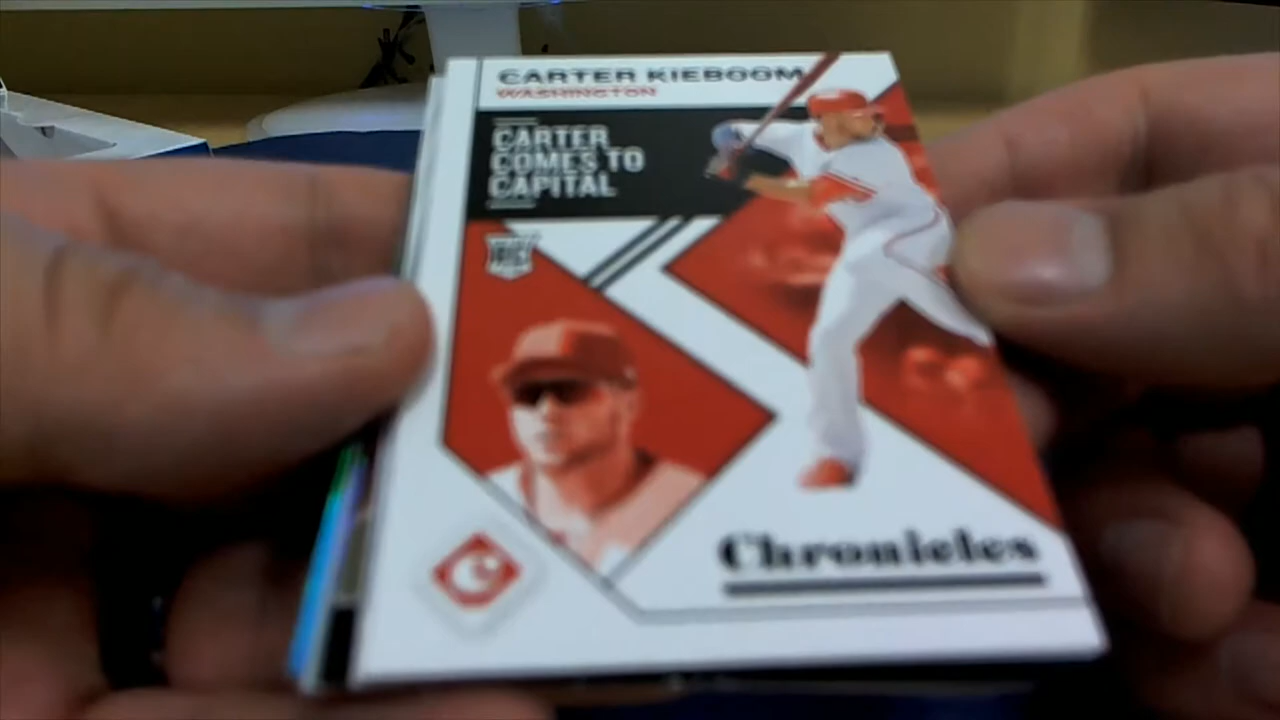 CARTER KIEBOOM
WASHINGTON
CARTER
COMES TO
CAPITAL
RC
Chronicles
C